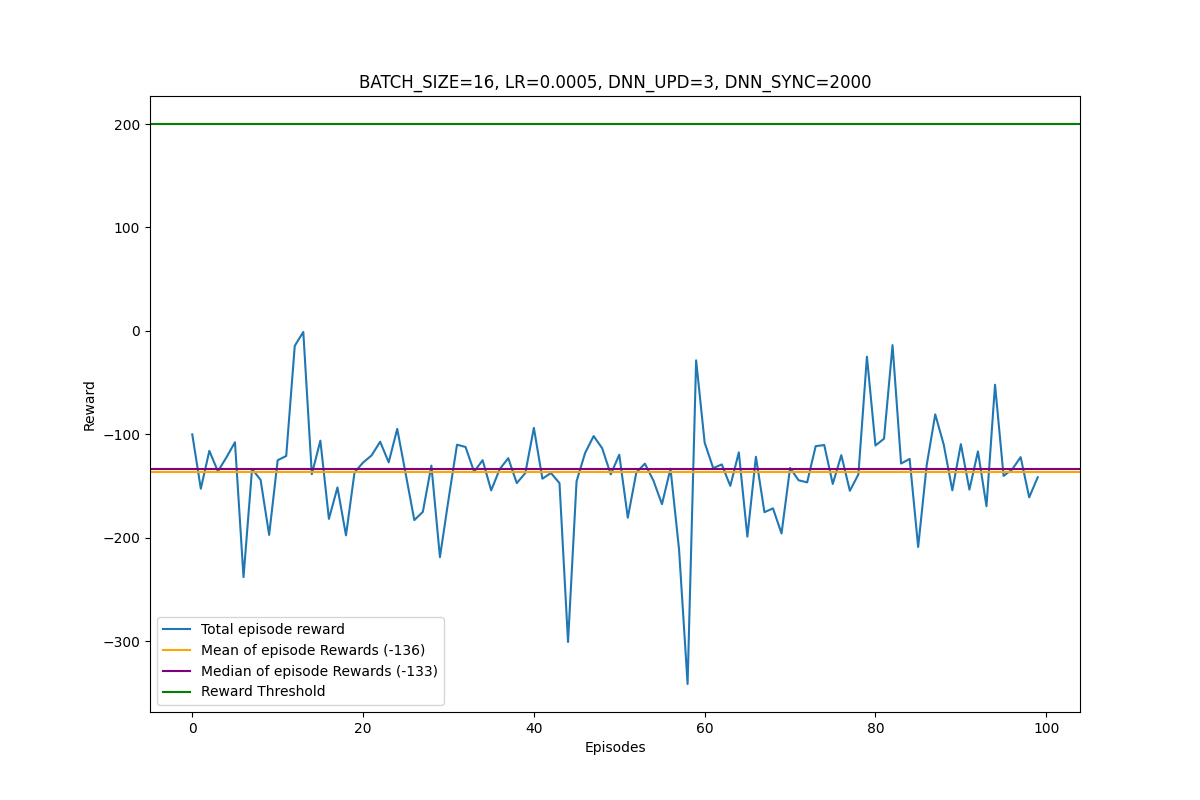 BATCH_SIZE=16, LR=0.0005, DNN_UPD=3, DNN_SYNC=2000
200
100
0
−100
−200
−300
Reward
Total episode reward
Mean of episode Rewards (-136)
Median of episode Rewards (-133)
Reward Threshold
0 20 40 60 80 100
Episodes